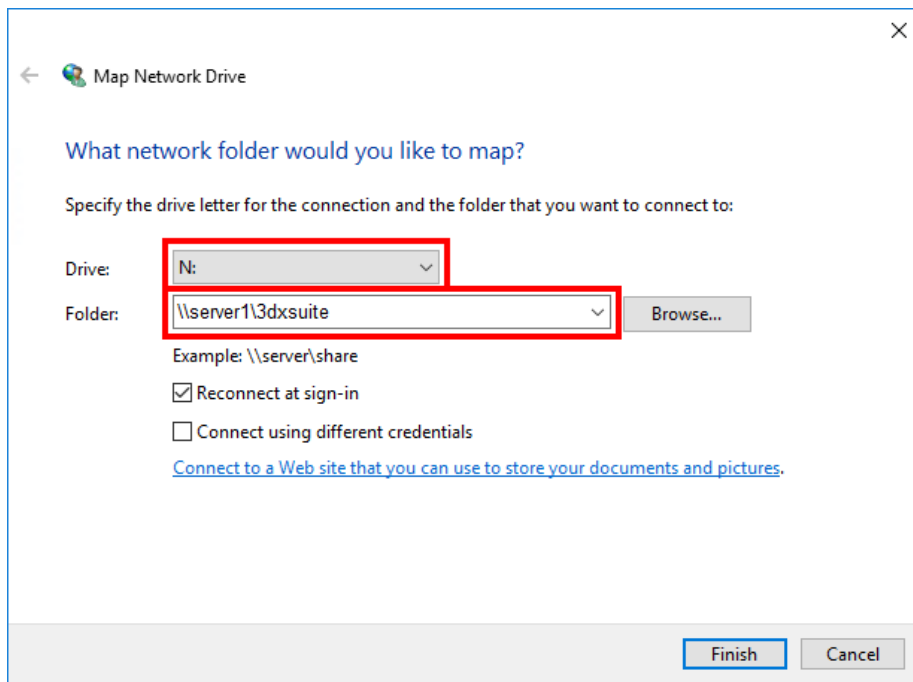 Map Network Drive
What network folder would you like to map?
Specify the drive letter for the connection and the folder that you want to connect to:
Drive: N:
Folder: \\server1\3dxsuite Browse...
Example: \\server\share
Reconnect at sign-in
Connect using different credentials
Connect to a Web site that you can use to store your documents and pictures.
Finish Cancel